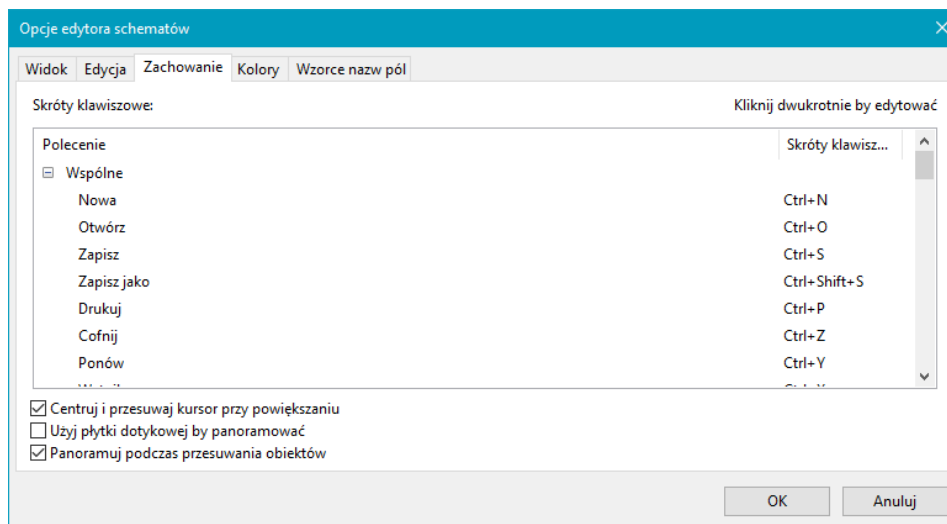 Opcje edytora schematów
Widok Edycja Zachowanie Kolory Wzorce nazw pól
Skróty klawiszowe: Kliknij dwukrotnie by edytować
Polecenie Skróty klawisz...
Wspólne
Nowa Ctrl+N
Otwórz Ctrl+O
Zapisz Ctrl+S
Zapisz jako Ctrl+Shift+S
Drukuj Ctrl+P
Cofnij Ctrl+Z
Ponów Ctrl+Y
Centruj i przesuwaj kursor przy powiększaniu
Użyj płytki dotykowej by panoramować
Panoramuj podczas przesuwania obiektów
OK Anuluj